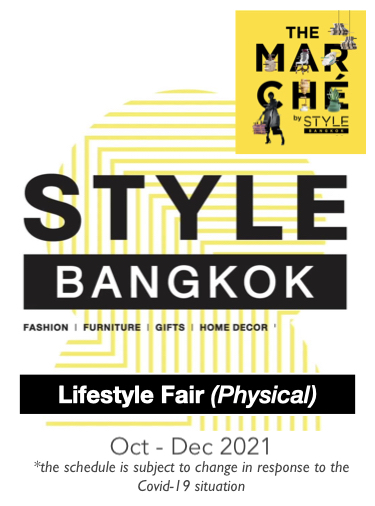 THE
MAR
CHÉ
by STYLE
BANGKOK
STYLE
BANGKOK
FASHION | FURNITURE | GIFTS | HOME DECOR
Lifestyle Fair (Physical)
Oct - Dec 2021
*the schedule is subject to change in response to the
Covid-19 situation